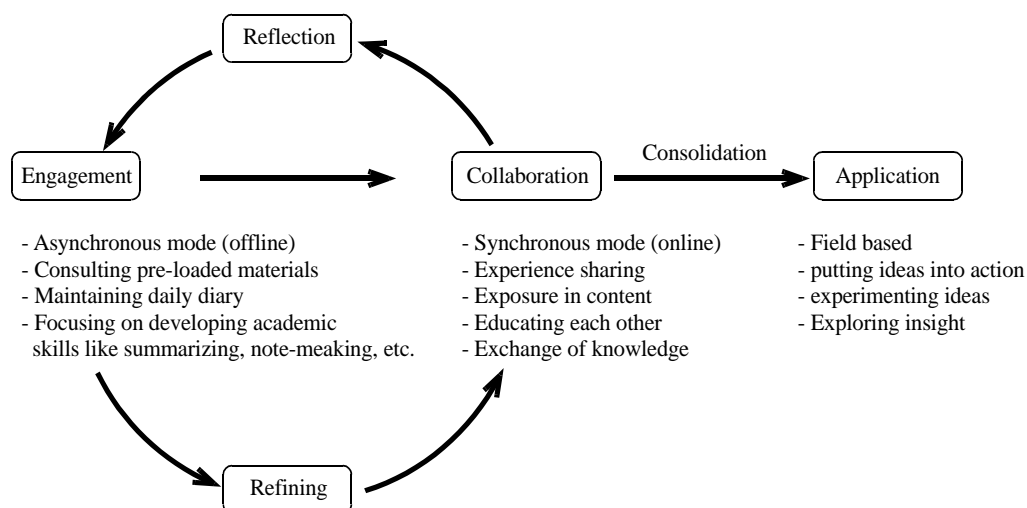 Reflection
Consolidation
Engagement
Collaboration
Application
- Asynchronous mode (offline)
- Consulting pre-loaded materials
- Maintaining daily diary
- Focusing on developing academic
skills like summarizing, note-meaking, etc.
- Synchronous mode (online)
- Experience sharing
- Exposure in content
- Educating each other
- Exchange of knowledge
- Field based
- putting ideas into action
- experimenting ideas
- Exploring insight
Refining